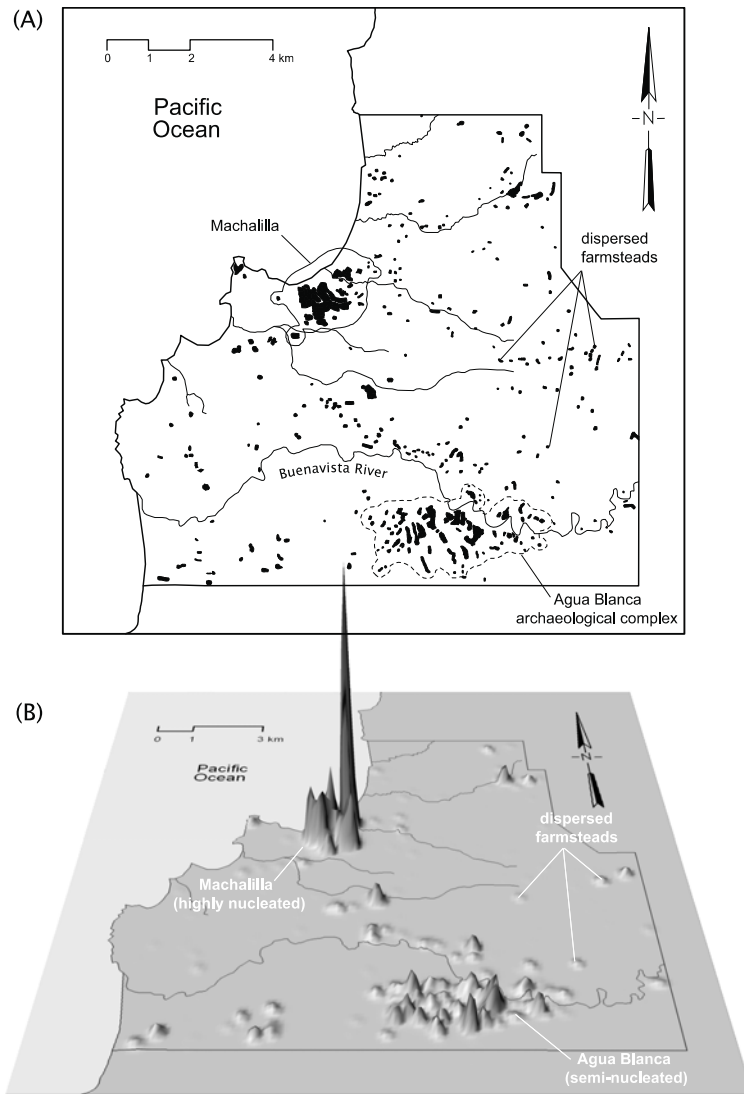 (A)
0 1 2 4 km
Pacific
Ocean
-N-
Machalilla
dispersed
farmsteads
Buenavista River
Agua Blanca
archaeological complex
(B)
0 1 3 km
Pacific
Ocean
-N-
dispersed
farmsteads
Machalilla
(highly nucleated)
Agua Blanca
(semi-nucleated)